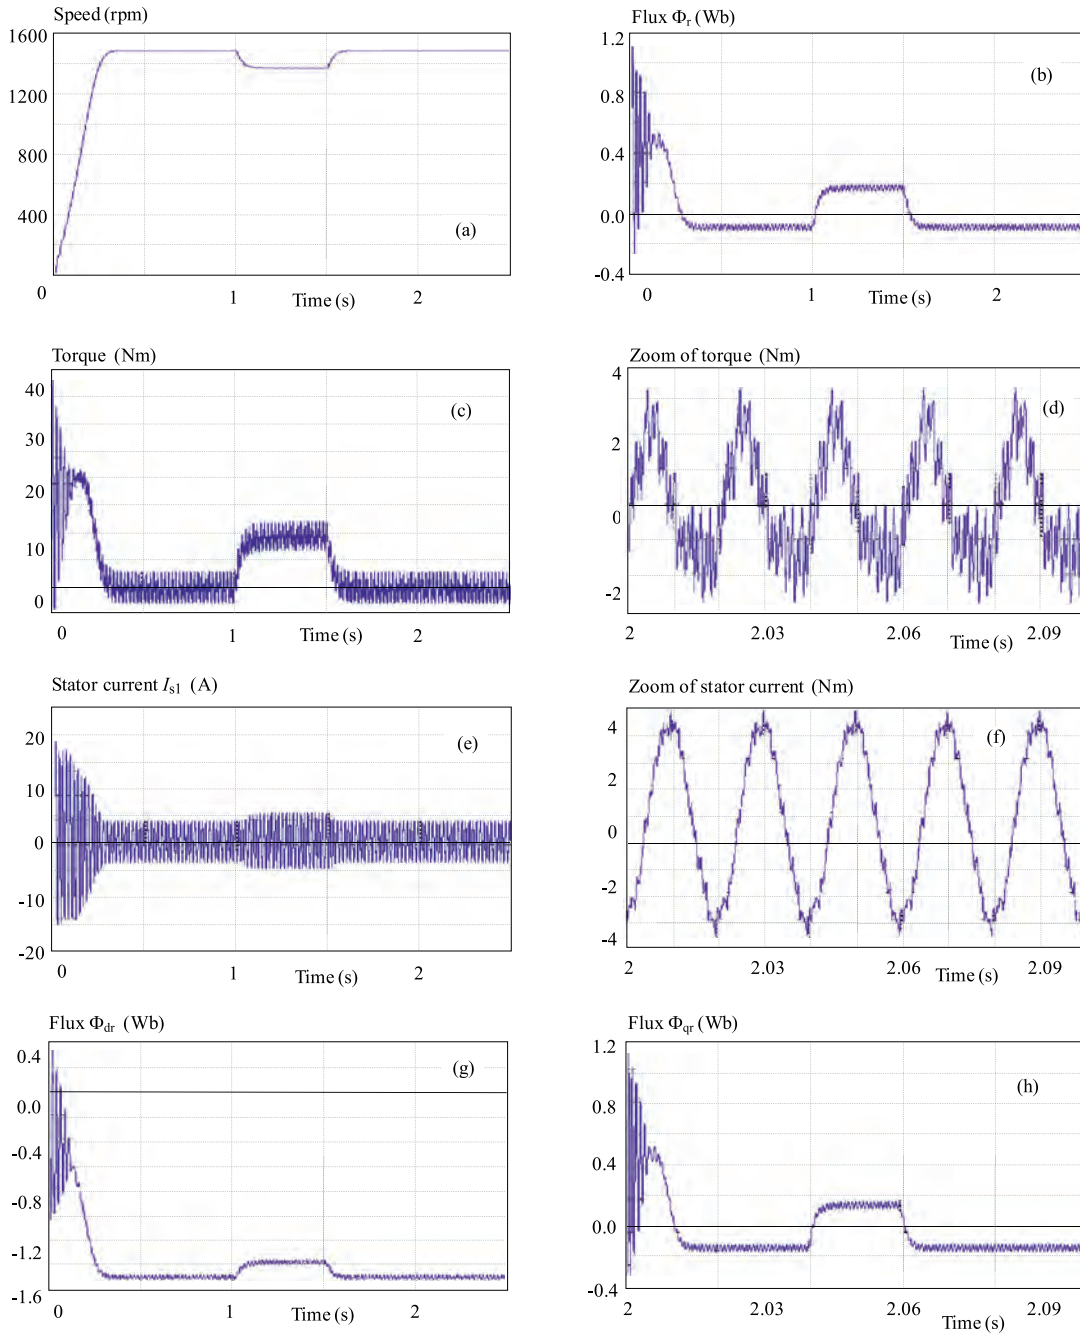 Speed (rpm)
1600
1200
800
400
0
1
Time (s)
2
(a)
Flux Φr (Wb)
1.2
0.8
0.4
0.0
-0.4
0
1
Time (s)
2
(b)
Torque (Nm)
40
30
20
10
0
0
1
Time (s)
2
(c)
Zoom of torque (Nm)
4
2
0
-2
2
2.03
2.06
Time (s)
2.09
(d)
Stator current Is1 (A)
20
10
0
-10
-20
0
1
Time (s)
2
(e)
Zoom of stator current (Nm)
4
2
0
-2
-4
2
2.03
2.06
Time (s)
2.09
(f)
Flux Φdr (Wb)
0.4
0.0
-0.4
-0.8
-1.2
-1.6
0
1
Time (s)
2
(g)
Flux Φqr (Wb)
1.2
0.8
0.4
0.0
-0.4
2
2.03
2.06
Time (s)
2.09
(h)